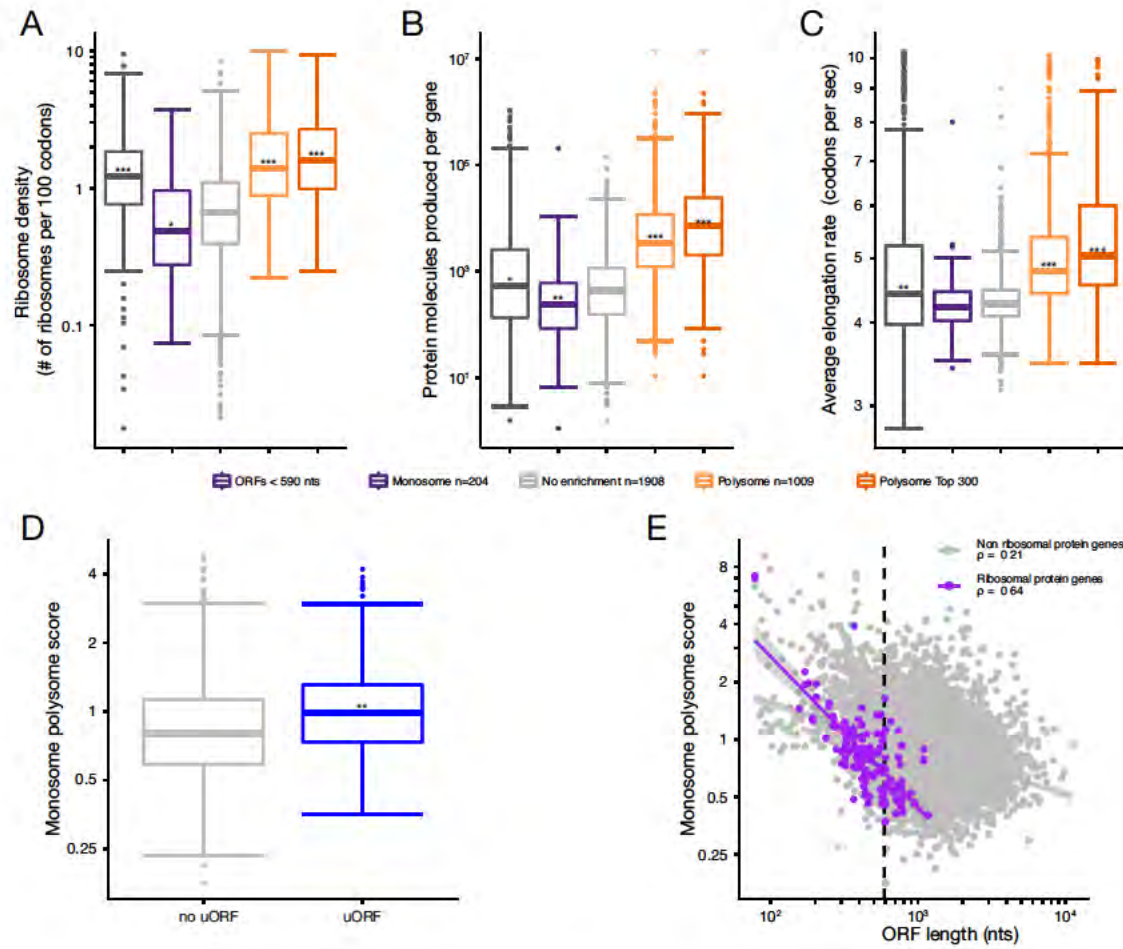 A
B
C
Ribosome density
(# of ribosomes per 100 codons)
10
1
0.1
***
*
***
***
Protein molecules produced per gene
10⁷
10⁵
10³
10¹
*
**
***
***
Average elongation rate (codons per sec)
10
9
8
7
6
5
4
3
**
***
***
ORFs < 590 nts
Monosome n=204
No enrichment n=1908
Polysome n=1009
Polysome Top 300
D
E
Monosome polysome score
4
2
1
0.5
0.25
**
no uORF
uORF
Monosome polysome score
8
4
2
1
0.5
0.25
Non ribosomal protein genes
ρ = 0 21
Ribosomal protein genes
ρ = 0 64
10²
10³
10⁴
ORF length (nts)